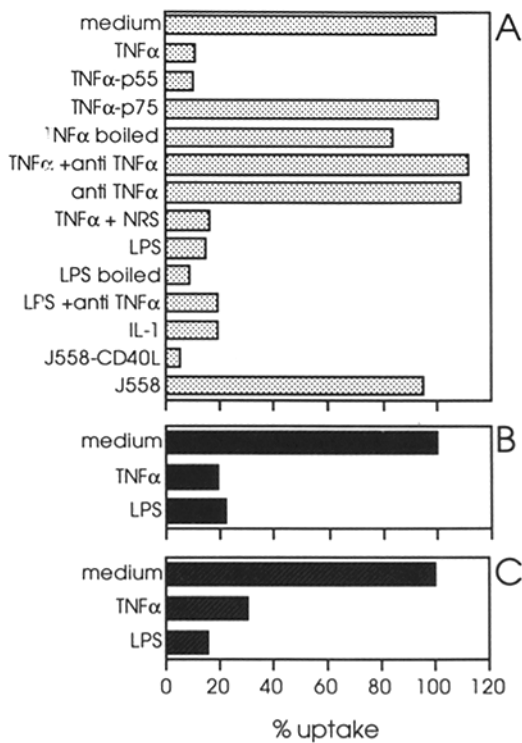 A
medium
TNFα
TNFα-p55
TNFα-p75
TNFα boiled
TNFα +anti TNFα
anti TNFα
TNFα + NRS
LPS
LPS boiled
LPS +anti TNFα
IL-1
J558-CD40L
J558
B
medium
TNFα
LPS
C
medium
TNFα
LPS
0 20 40 60 80 100 120
% uptake